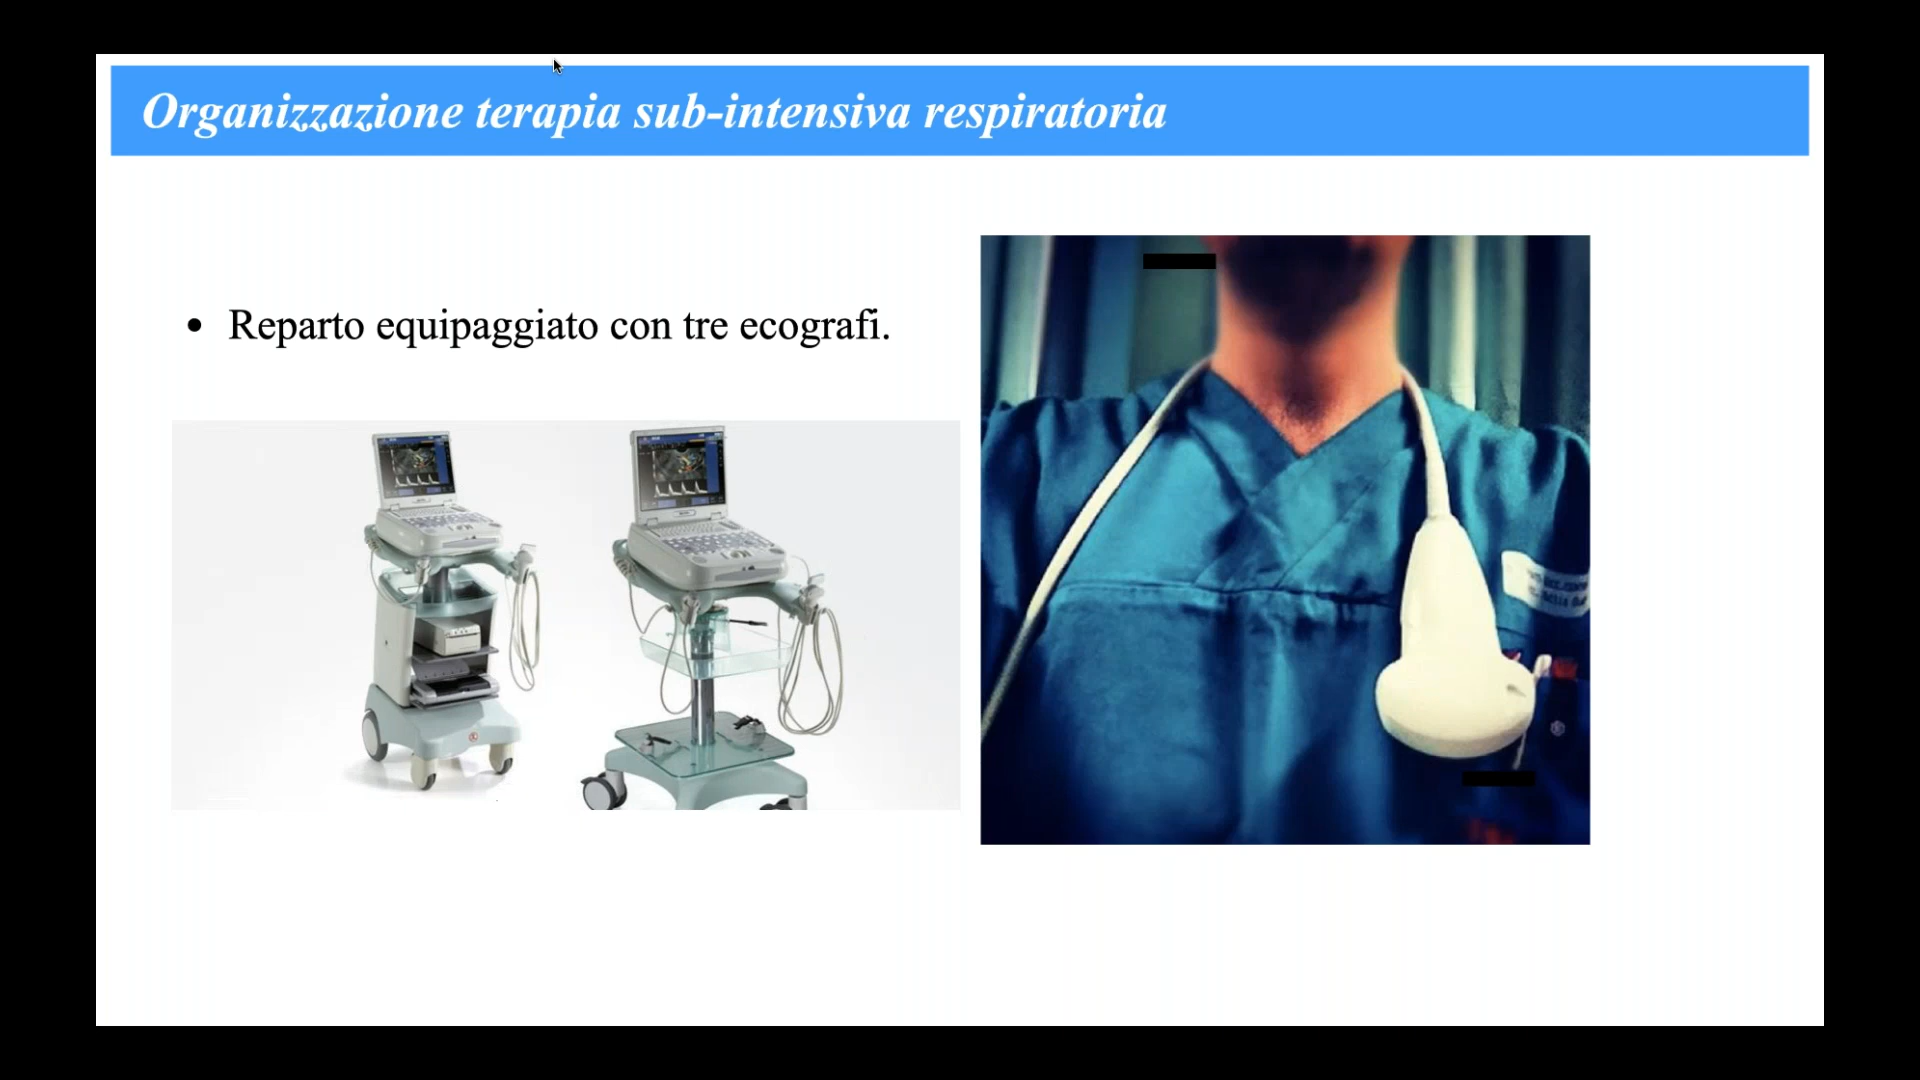 Organizzazione terapia sub-intensiva respiratoria
• Reparto equipaggiato con tre ecografi.